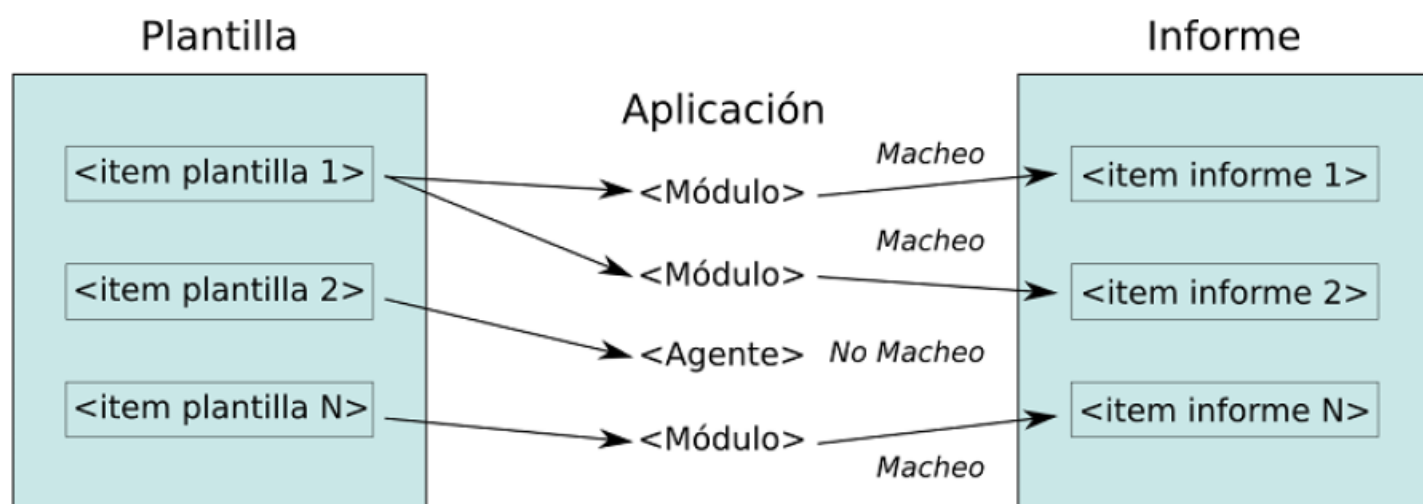 Plantilla
<item plantilla 1>
<item plantilla 2>
<item plantilla N>
Aplicación
<Módulo>
<Módulo>
<Agente>
<Módulo>
Macheo
Macheo
No Macheo
Macheo
Informe
<item informe 1>
<item informe 2>
<item informe N>